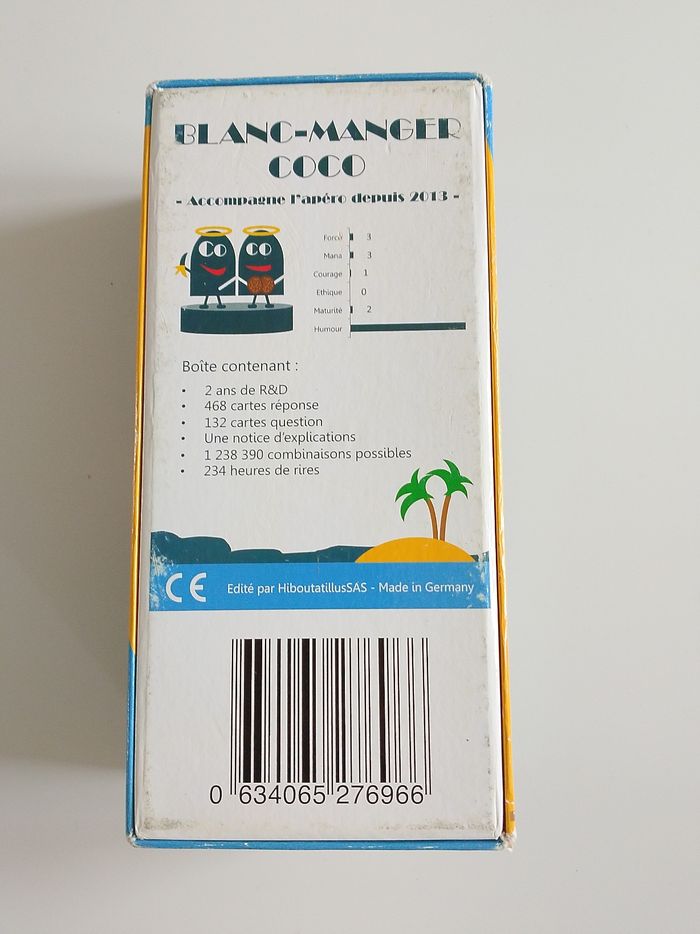 BLANC-MANGER
COCO
- Accompagne l'apéro depuis 2013 -
Co co
Force 3
Mana 3
Courage 1
Ethique 0
Maturité 2
Humour
Boîte contenant :
• 2 ans de R&D
• 468 cartes réponse
• 132 cartes question
• Une notice d'explications
• 1 238 390 combinaisons possibles
• 234 heures de rires
CE Edité par HiboutatillusSAS - Made in Germany
0 634065 276966